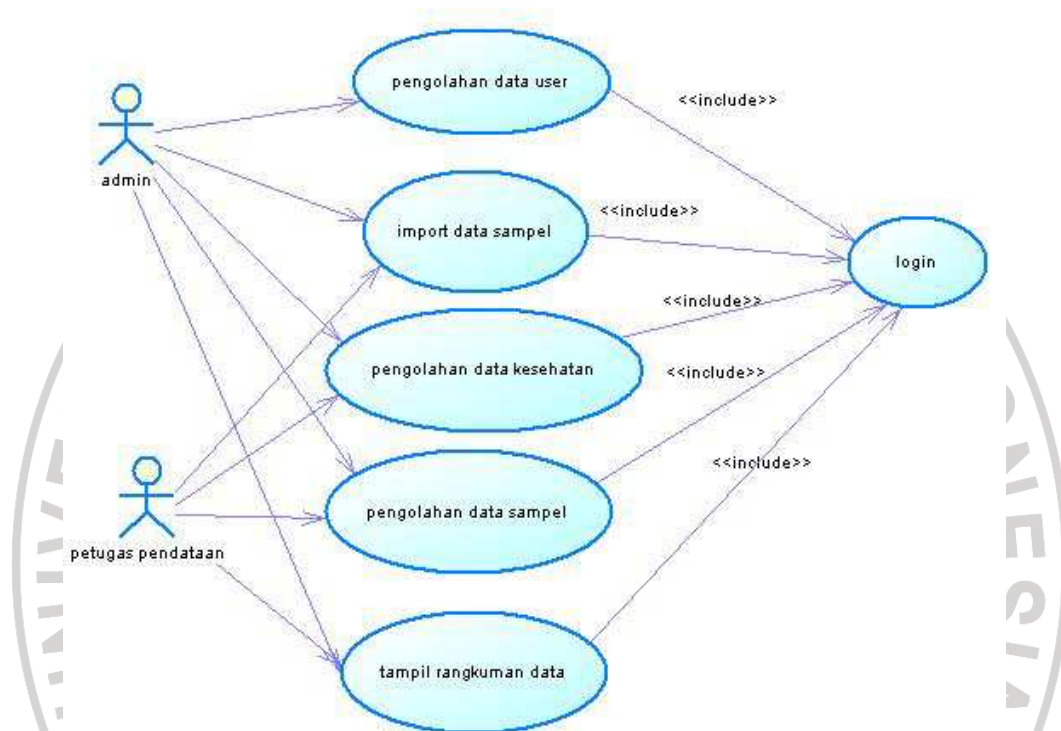 pengolahan data user
<<include>>
admin
import data sampel
<<include>>
login
<<include>>
pengolahan data kesehatan
<<include>>
<<include>>
pengolahan data sampel
petugas pendataan
tampil rangkuman data